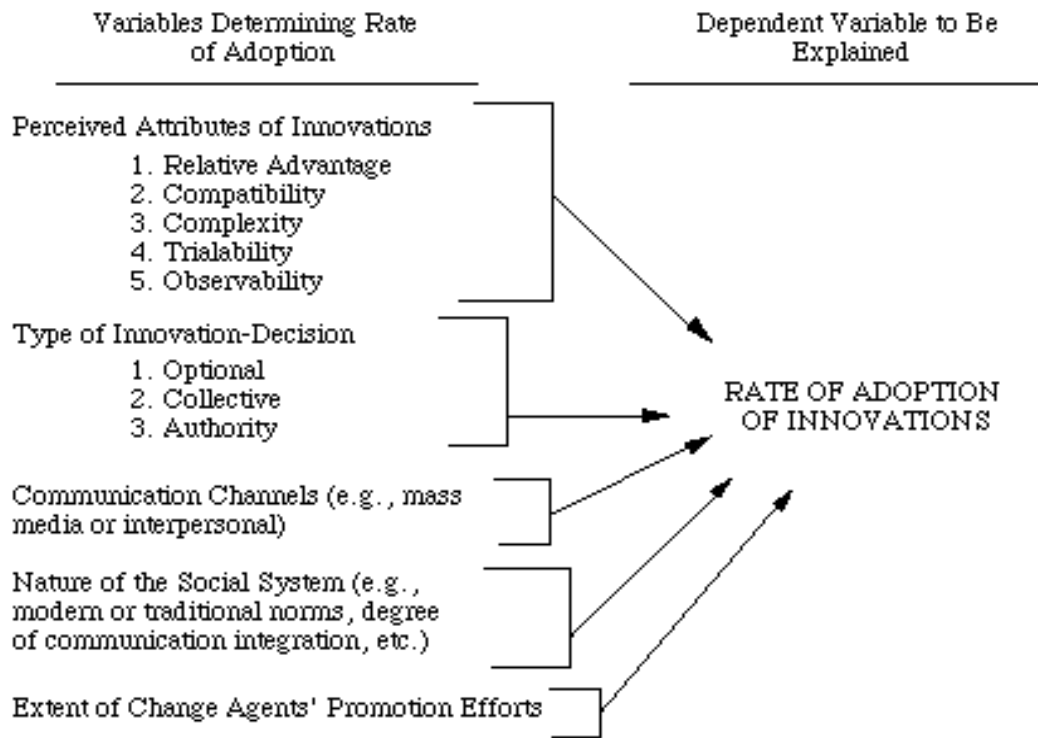 Variables Determining Rate
of Adoption
Dependent Variable to Be
Explained
Perceived Attributes of Innovations
1. Relative Advantage
2. Compatibility
3. Complexity
4. Trialability
5. Observability
Type of Innovation-Decision
1. Optional
2. Collective
3. Authority
RATE OF ADOPTION
OF INNOVATIONS
Communication Channels (e.g., mass
media or interpersonal)
Nature of the Social System (e.g.,
modern or traditional norms, degree
of communication integration, etc.)
Extent of Change Agents' Promotion Efforts